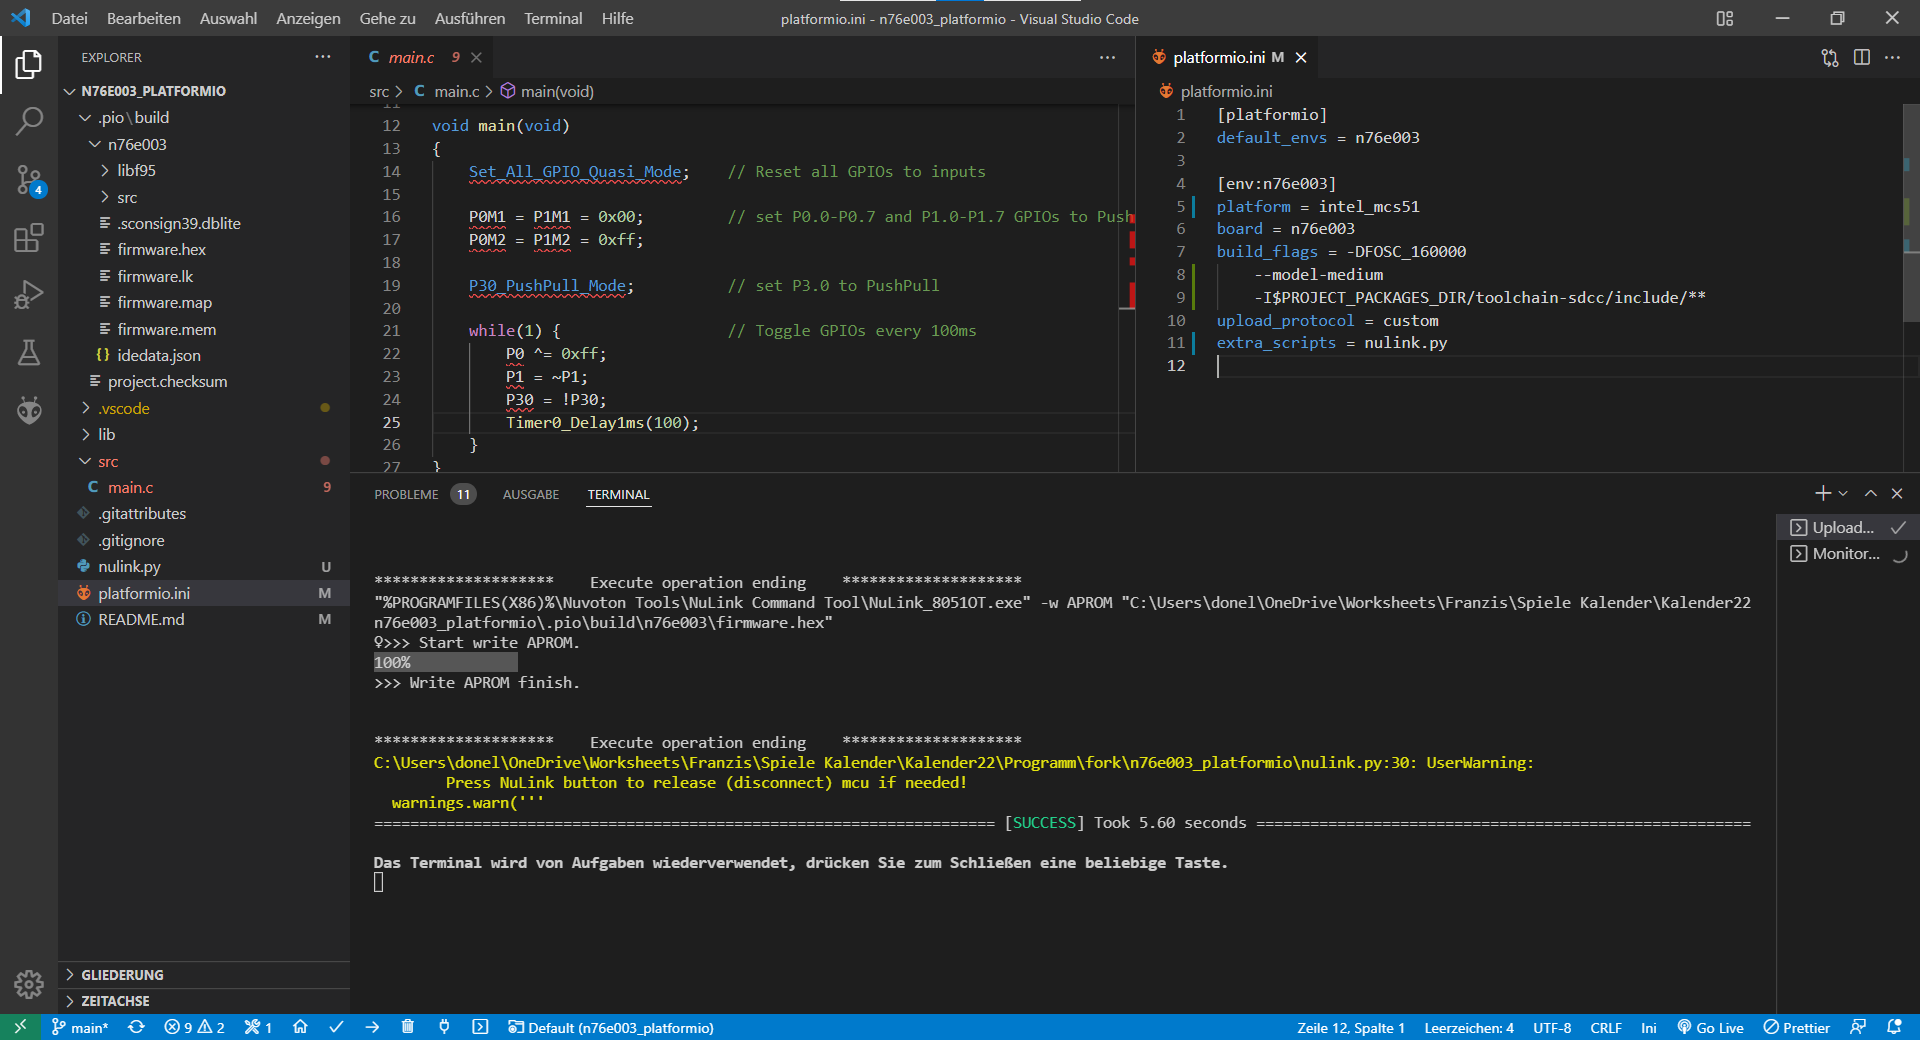 Datei Bearbeiten Auswahl Anzeigen Gehe zu Ausführen Terminal Hilfe
platformio.ini - n76e003_platformio - Visual Studio Code
EXPLORER
N76E003_PLATFORMIO
.pio\build
n76e003
libf95
src
.sconsign39.dblite
firmware.hex
firmware.lk
firmware.map
firmware.mem
{} idedata.json
project.checksum
.vscode
lib
src
C main.c 9
.gitattributes
.gitignore
nulink.py U
platformio.ini M
README.md M
GLIEDERUNG
ZEITACHSE
4
C main.c 9
src > C main.c > main(void)
11
12 void main(void)
13 {
14 Set_All_GPIO_Quasi_Mode; // Reset all GPIOs to inputs
15
16 P0M1 = P1M1 = 0x00; // set P0.0-P0.7 and P1.0-P1.7 GPIOs to Push
17 P0M2 = P1M2 = 0xff;
18
19 P30_PushPull_Mode; // set P3.0 to PushPull
20
21 while(1) { // Toggle GPIOs every 100ms
22 P0 ^= 0xff;
23 P1 = ~P1;
24 P30 = !P30;
25 Timer0_Delay1ms(100);
26 }
27 }
platformio.ini M
platformio.ini
1 [platformio]
2 default_envs = n76e003
3
4 [env:n76e003]
5 platform = intel_mcs51
6 board = n76e003
7 build_flags = -DFOSC_160000
8 --model-medium
9 -I$PROJECT_PACKAGES_DIR/toolchain-sdcc/include/**
10 upload_protocol = custom
11 extra_scripts = nulink.py
12
PROBLEME 11 AUSGABE TERMINAL
******************** Execute operation ending ********************
"%PROGRAMFILES(X86)%\Nuvoton Tools\NuLink Command Tool\NuLink_8051OT.exe" -w APROM "C:\Users\donel\OneDrive\Worksheets\Franzis\Spiele Kalender\Kalender22
n76e003_platformio\.pio\build\n76e003\firmware.hex"
♀>>> Start write APROM.
100%
>>> Write APROM finish.
******************** Execute operation ending ********************
C:\Users\donel\OneDrive\Worksheets\Franzis\Spiele Kalender\Kalender22\Programm\fork\n76e003_platformio\nulink.py:30: UserWarning:
Press NuLink button to release (disconnect) mcu if needed!
warnings.warn('''
===================================================================== [SUCCESS] Took 5.60 seconds =======================================================
Das Terminal wird von Aufgaben wiederverwendet, drücken Sie zum Schließen eine beliebige Taste.
Upload...
Monitor...
main* 9 2 1 Default (n76e003_platformio)
Zeile 12, Spalte 1 Leerzeichen: 4 UTF-8 CRLF Ini Go Live Prettier